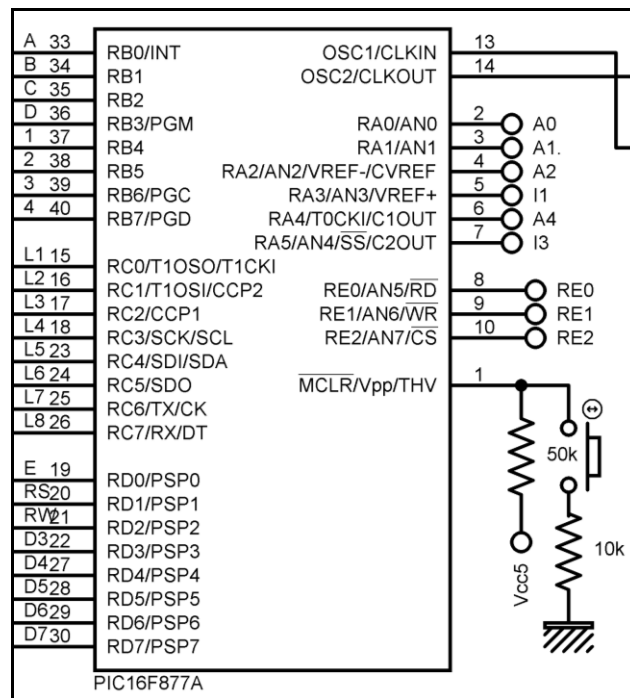 A 33 RB0/INT OSC1/CLKIN 13
B 34 RB1 OSC2/CLKOUT 14
C 35 RB2
D 36 RB3/PGM RA0/AN0 2 A0
1 37 RB4 RA1/AN1 3 A1.
2 38 RB5 RA2/AN2/VREF-/CVREF 4 A2
3 39 RB6/PGC RA3/AN3/VREF+ 5 I1
4 40 RB7/PGD RA4/T0CKI/C1OUT 6 A4
RA5/AN4/SS/C2OUT 7 I3
L1 15 RC0/T1OSO/T1CKI
L2 16 RC1/T1OSI/CCP2 RE0/AN5/RD 8 RE0
L3 17 RC2/CCP1 RE1/AN6/WR 9 RE1
L4 18 RC3/SCK/SCL RE2/AN7/CS 10 RE2
L5 23 RC4/SDI/SDA
L6 24 RC5/SDO MCLR/Vpp/THV 1
L7 25 RC6/TX/CK
L8 26 RC7/RX/DT
50k
E 19 RD0/PSP0
RS 20 RD1/PSP1
RW 21 RD2/PSP2
D3 22 RD3/PSP3
D4 27 RD4/PSP4
D5 28 RD5/PSP5
D6 29 RD6/PSP6
D7 30 RD7/PSP7
10k
Vcc5
PIC16F877A